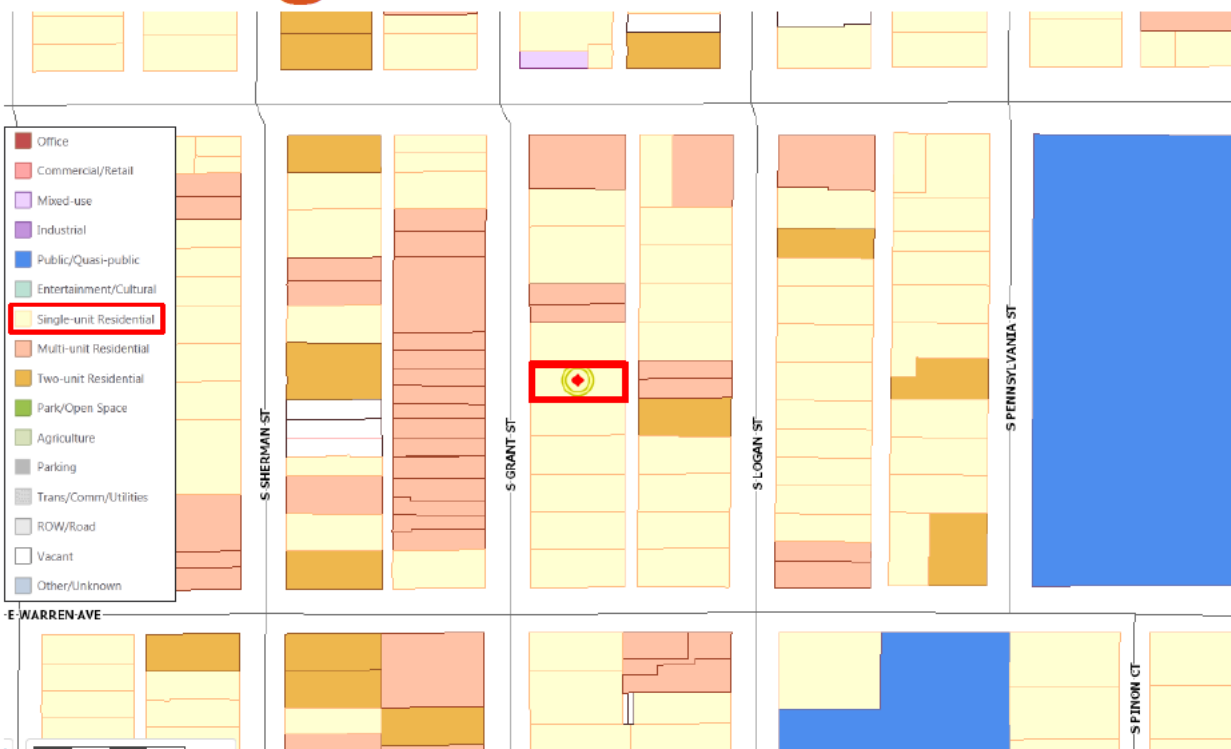 Office
Commercial/Retail
Mixed-use
Industrial
Public/Quasi-public
Entertainment/Cultural
Single-unit Residential
Multi-unit Residential
Two-unit Residential
Park/Open Space
Agriculture
Parking
Trans/Comm/Utilities
ROW/Road
Vacant
Other/Unknown
S SHERMAN ST
S GRANT ST
S LOGAN ST
S PENNSYLVANIA ST
E WARREN AVE
S PINON CT